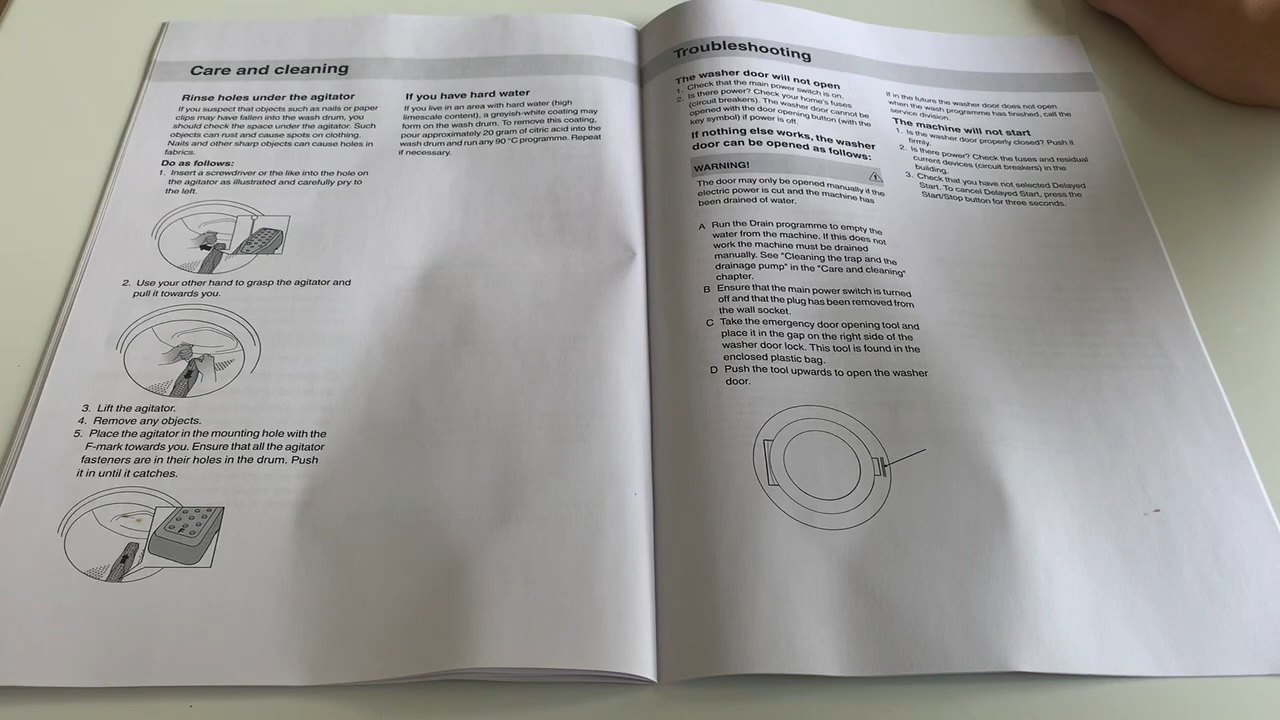 Care and cleaning
Rinse holes under the agitator
If you suspect that objects such as nails or paper
clips may have fallen into the wash drum, you
should check the space under the agitator. Such
objects can rust and cause spots on clothing.
Nails and other sharp objects can cause holes in
fabrics.
Do as follows:
1. Insert a screwdriver or the like into the hole on
the agitator as illustrated and carefully pry to
the left.
2. Use your other hand to grasp the agitator and
pull it towards you.
3. Lift the agitator.
4. Remove any objects.
5. Place the agitator in the mounting hole with the
F-mark towards you. Ensure that all the agitator
fasteners are in their holes in the drum. Push
it in until it catches.
F
If you have hard water
If you live in an area with hard water (high
limescale content), a greyish-white coating may
form on the wash drum. To remove this coating,
pour approximately 20 gram of citric acid into the
wash drum and run any 90 °C programme. Repeat
if necessary.
Troubleshooting
The washer door will not open
1. Check that the main power switch is on.
2. Is there power? Check your home's fuses
(circuit breakers). The washer door cannot be
opened with the door opening button (with the
key symbol) if power is off.
If nothing else works, the washer
door can be opened as follows:
WARNING!
The door may only be opened manually if the
electric power is cut and the machine has
been drained of water.
A Run the Drain programme to empty the
water from the machine. If this does not
work the machine must be drained
manually. See "Cleaning the trap and the
drainage pump" in the "Care and cleaning"
chapter.
B Ensure that the main power switch is turned
off and that the plug has been removed from
the wall socket.
C Take the emergency door opening tool and
place it in the gap on the right side of the
washer door lock. This tool is found in the
enclosed plastic bag.
D Push the tool upwards to open the washer
door.
If in the future the washer door does not open
when the wash programme has finished, call the
service division.
The machine will not start
1. Is the washer door properly closed? Push it
firmly.
2. Is there power? Check the fuses and residual
current devices (circuit breakers) in the
building.
3. Check that you have not selected Delayed
Start. To cancel Delayed Start, press the
Start/Stop button for three seconds.